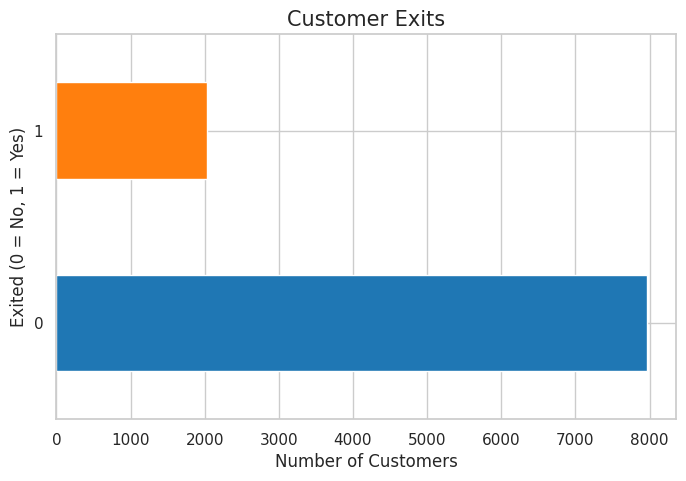 Customer Exits
Exited (0 = No, 1 = Yes)
1
0
0 1000 2000 3000 4000 5000 6000 7000 8000
Number of Customers